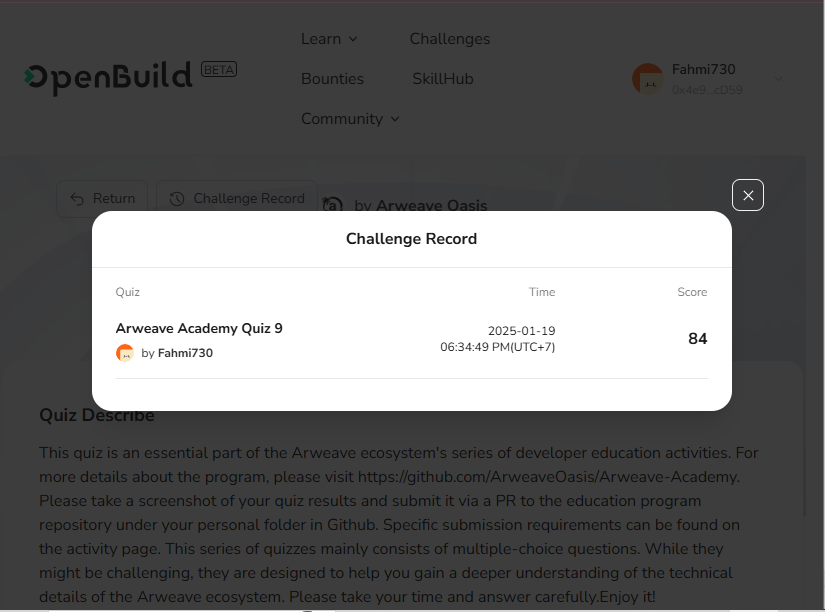 OpenBuild BETA
Learn
Challenges
Bounties
SkillHub
Community
Fahmi730
0x4e9...cO59
Return
Challenge Record
by Arweave Oasis
Challenge Record
Quiz
Time
Score
Arweave Academy Quiz 9
by Fahmi730
2025-01-19
06:34:49 PM(UTC+7)
84
Quiz Describe
This quiz is an essential part of the Arweave ecosystem's series of developer education activities. For
more details about the program, please visit https://github.com/ArweaveOasis/Arweave-Academy.
Please take a screenshot of your quiz results and submit it via a PR to the education program
repository under your personal folder in Github. Specific submission requirements can be found on
the activity page. This series of quizzes mainly consists of multiple-choice questions. While they
might be challenging, they are designed to help you gain a deeper understanding of the technical
details of the Arweave ecosystem. Please take your time and answer carefully.Enjoy it!